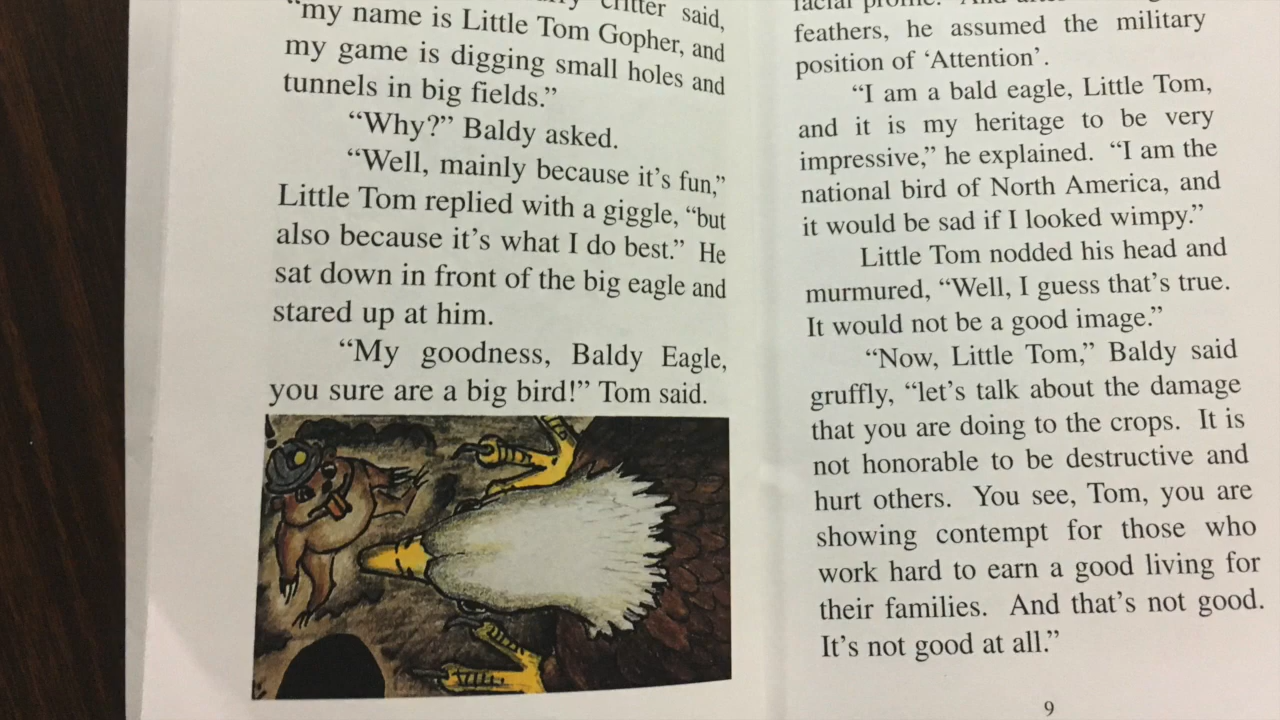 critter said,
“my name is Little Tom Gopher, and
my game is digging small holes and
tunnels in big fields.”
“Why?” Baldy asked.
“Well, mainly because it’s fun,”
Little Tom replied with a giggle, “but
also because it’s what I do best.” He
sat down in front of the big eagle and
stared up at him.
“My goodness, Baldy Eagle,
you sure are a big bird!” Tom said.
feathers, he assumed the military
position of ‘Attention’.
“I am a bald eagle, Little Tom,
and it is my heritage to be very
impressive,” he explained. “I am the
national bird of North America, and
it would be sad if I looked wimpy.”
Little Tom nodded his head and
murmured, “Well, I guess that’s true.
It would not be a good image.”
“Now, Little Tom,” Baldy said
gruffly, “let’s talk about the damage
that you are doing to the crops. It is
not honorable to be destructive and
hurt others. You see, Tom, you are
showing contempt for those who
work hard to earn a good living for
their families. And that’s not good.
It’s not good at all.”
9